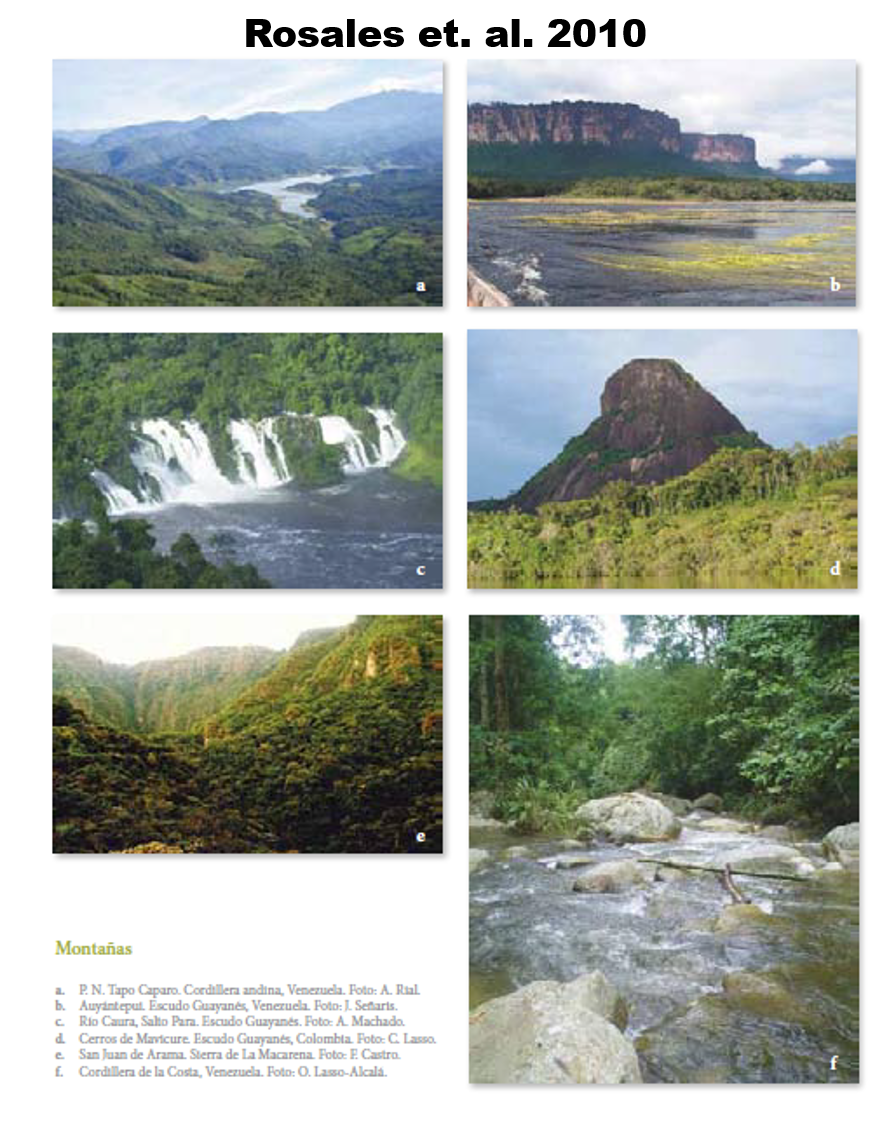 Rosales et. al. 2010
a
b
c
d
e
f
Montañas
a. P. N. Tapo Caparo. Cordillera andina, Venezuela. Foto: A. Rial.
b. Auyántepui. Escudo Guayanés, Venezuela. Foto: J. Señaris.
c. Río Caura, Salto Para. Escudo Guayanés. Foto: A. Machado.
d. Cerros de Mavicure. Escudo Guayanés, Colombia. Foto: C. Lasso.
e. San Juan de Arama. Sierra de La Macarena. Foto: F. Castro.
f. Cordillera de la Costa, Venezuela. Foto: O. Lasso-Alcalá.